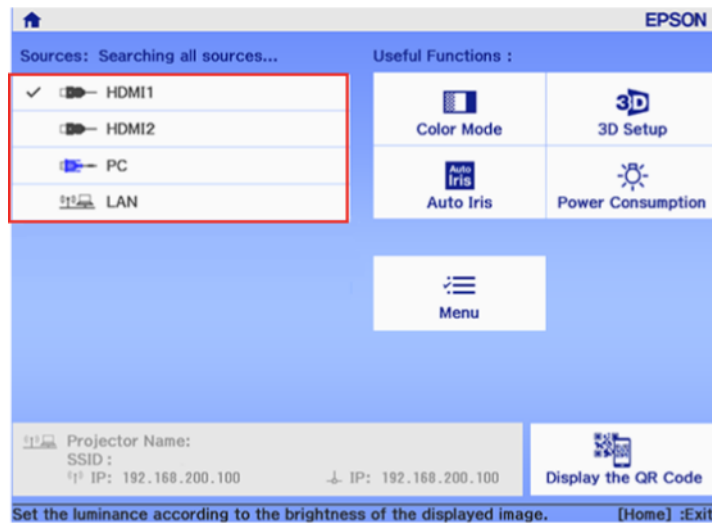 EPSON
Sources: Searching all sources...
HDMI1
HDMI2
PC
LAN
Useful Functions :
Color Mode
3D
3D Setup
Auto Iris
Auto Iris
Power Consumption
Menu
Projector Name:
SSID :
IP: 192.168.200.100
IP: 192.168.200.100
Display the QR Code
Set the luminance according to the brightness of the displayed image.
[Home] :Exit